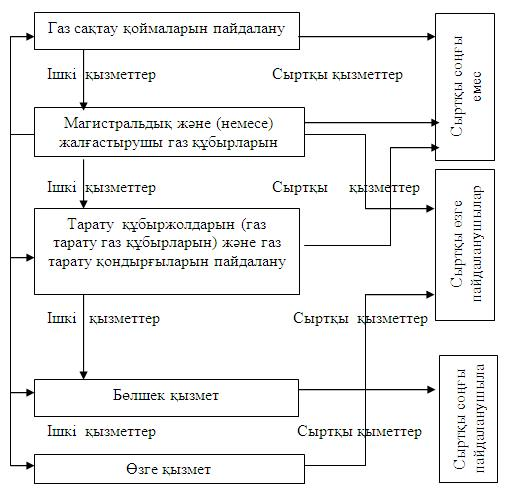 Газ сақтау қоймаларын пайдалану
Ішкі қызметтер
Сыртқы қызметтер
Сыртқы соңғы
емес
Магистральдық және (немесе)
жалғастырушы газ құбырларын
Ішкі қызметтер
Сыртқы қызметтер
Сыртқы өзге
пайдаланушылар
Тарату құбыржолдарын (газ
тарату газ құбырларын) және газ
тарату қондырғыларын пайдалану
Ішкі қызметтер
Сыртқы қызметтер
Бөлшек қызмет
Сыртқы соңғы
пайдаланушыла
Ішкі қызметтер
Сыртқы қыметтер
Өзге қызмет